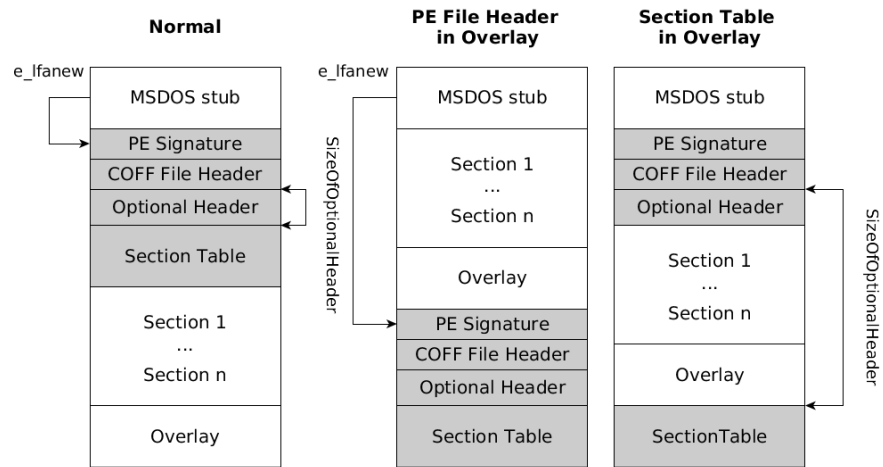 Normal
e_lfanew
MSDOS stub
PE Signature
COFF File Header
Optional Header
Section Table
Section 1
...
Section n
Overlay
PE File Header
in Overlay
e_lfanew
SizeOfOptionalHeader
MSDOS stub
Section 1
...
Section n
Overlay
PE Signature
COFF File Header
Optional Header
Section Table
Section Table
in Overlay
MSDOS stub
PE Signature
COFF File Header
Optional Header
Section 1
...
Section n
Overlay
SectionTable
SizeOfOptionalHeader